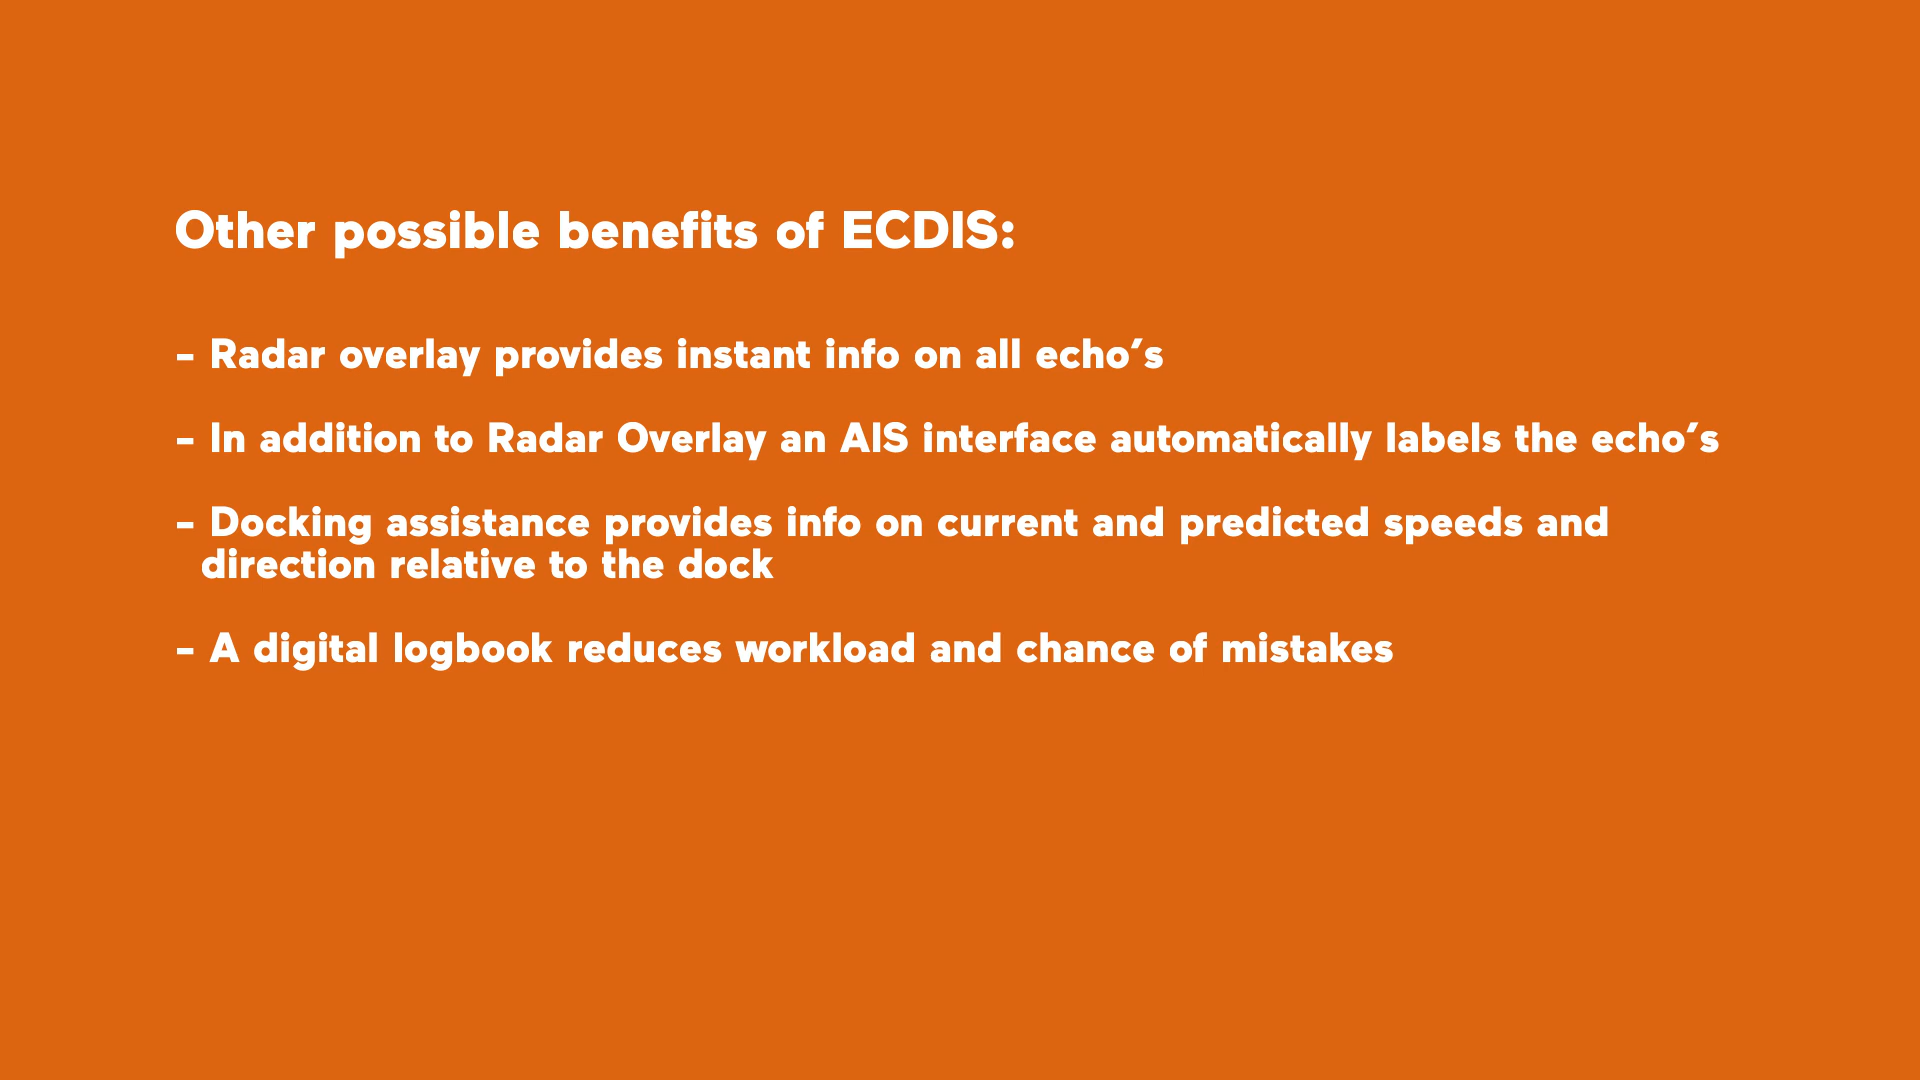 Other possible benefits of ECDIS:
- Radar overlay provides instant info on all echo's
- In addition to Radar Overlay an AIS interface automatically labels the echo's
- Docking assistance provides info on current and predicted speeds and
direction relative to the dock
- A digital logbook reduces workload and chance of mistakes